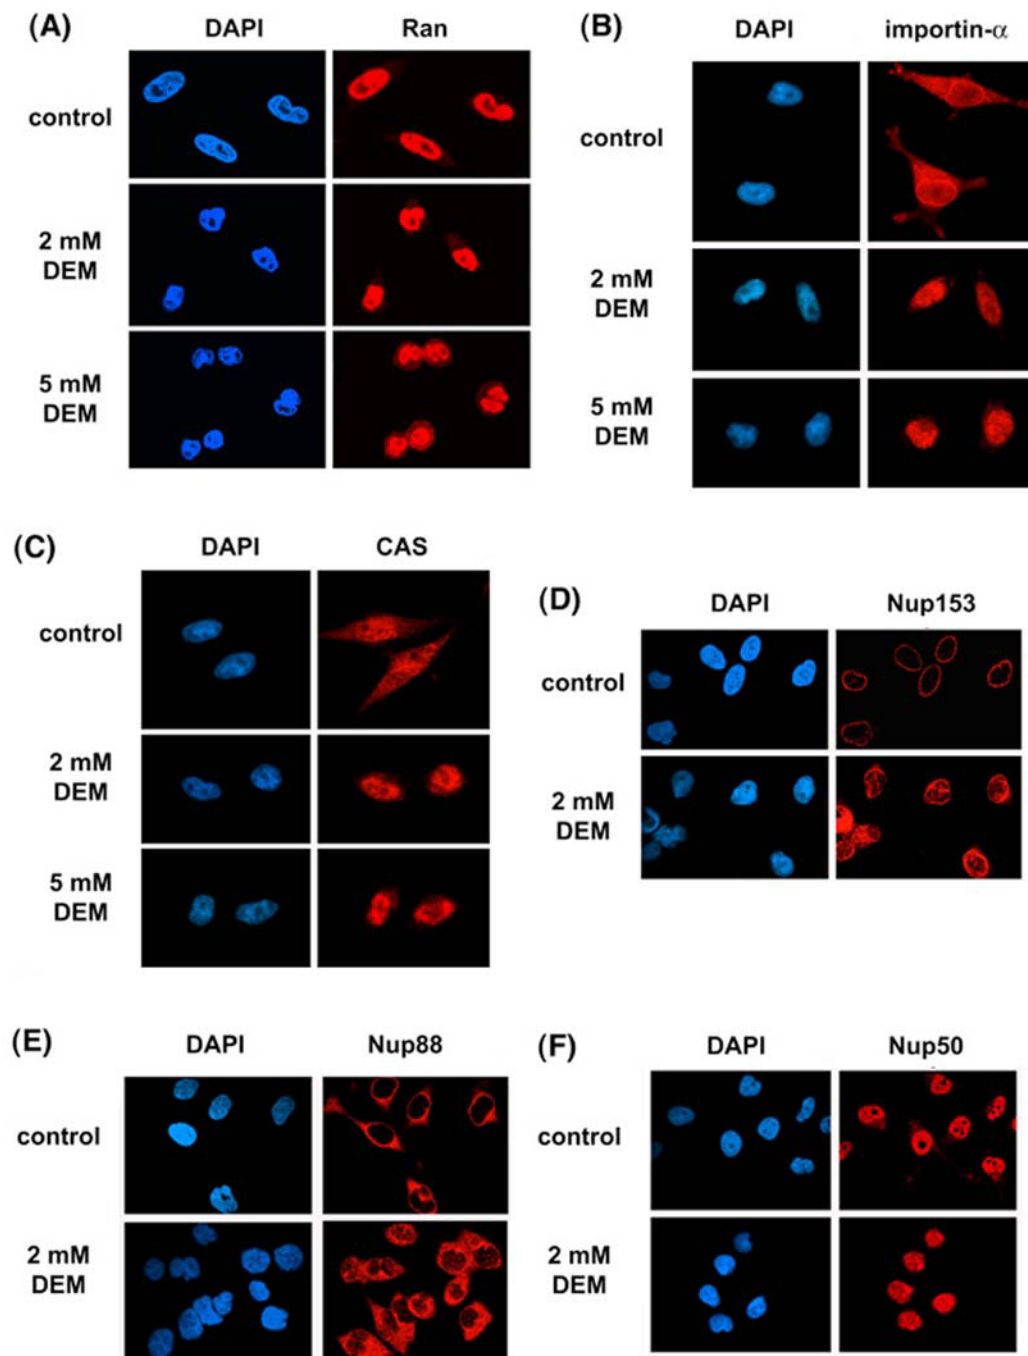 (A)
DAPI Ran
control
2 mM
DEM
5 mM
DEM
(B)
DAPI importin-α
control
2 mM
DEM
5 mM
DEM
(C)
DAPI CAS
control
2 mM
DEM
5 mM
DEM
(D)
DAPI Nup153
control
2 mM
DEM
(E)
DAPI Nup88
control
2 mM
DEM
(F)
DAPI Nup50
control
2 mM
DEM